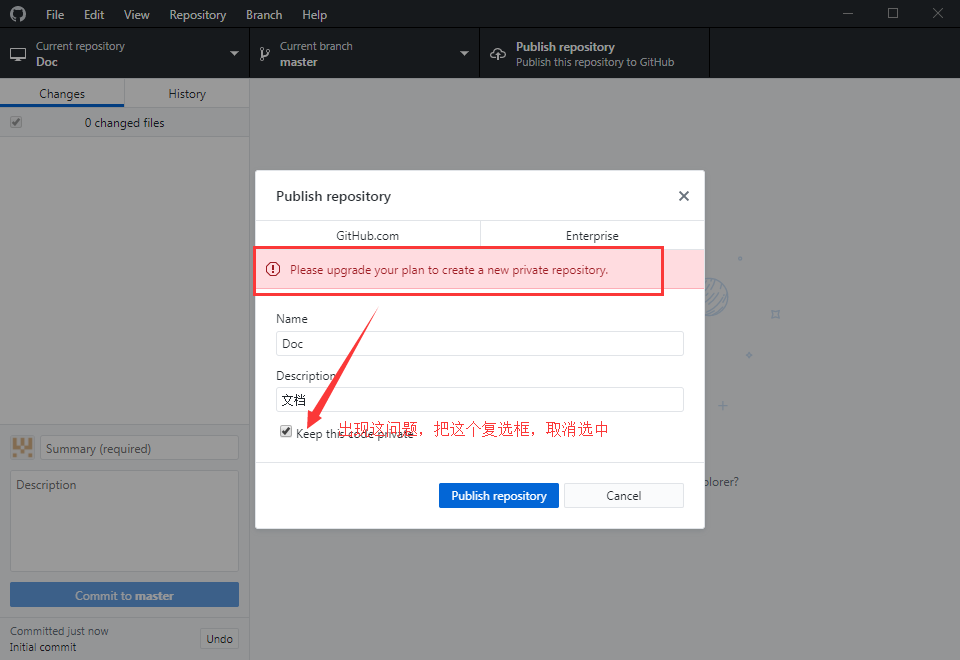 File Edit View Repository Branch Help
Current repository
Doc
Current branch
master
Publish repository
Publish this repository to GitHub
Changes History
0 changed files
Publish repository
GitHub.com Enterprise
Please upgrade your plan to create a new private repository.
Name
Doc
Description
文档
Keep this code private
出现这问题，把这个复选框，取消选中
plorer?
Summary (required)
Description
Publish repository Cancel
Commit to master
Committed just now
Initial commit
Undo